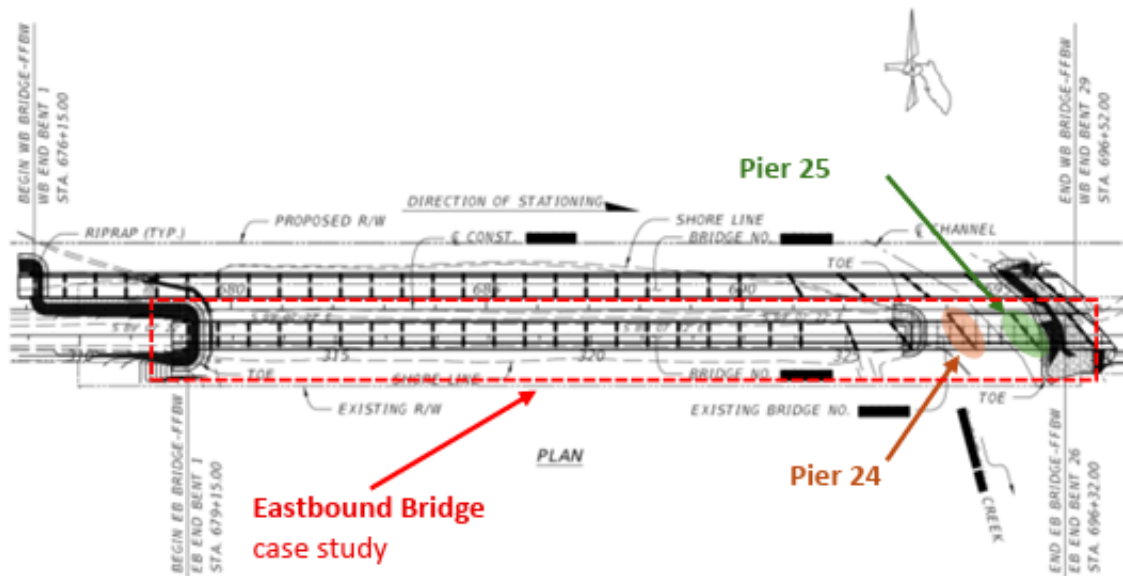 BEGIN WB BRIDGE-FFBW
WB END BENT 1
STA. 676+15.00
END WB BRIDGE-FFBW
WB END BENT 29
STA. 696+52.00
Pier 25
DIRECTION OF STATIONING
PROPOSED R/W
SHORE LINE
RIPRAP (TYP.)
℄ CONST.
BRIDGE NO.
℄ CHANNEL
TOE
680
685
690
310
315
320
325
TOE
SHORE LINE
BRIDGE NO.
TOE
EXISTING R/W
EXISTING BRIDGE NO.
PLAN
Pier 24
CREEK
Eastbound Bridge
case study
BEGIN EB BRIDGE-FFBW
EB END BENT 1
STA. 679+15.00
END EB BRIDGE-FFBW
EB END BENT 26
STA. 696+32.00